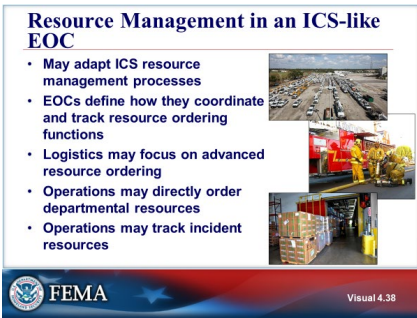 Resource Management in an ICS-like
EOC
• May adapt ICS resource
management processes
• EOCs define how they coordinate
and track resource ordering
functions
• Logistics may focus on advanced
resource ordering
• Operations may directly order
departmental resources
• Operations may track incident
resources
FEMA
Visual 4.38